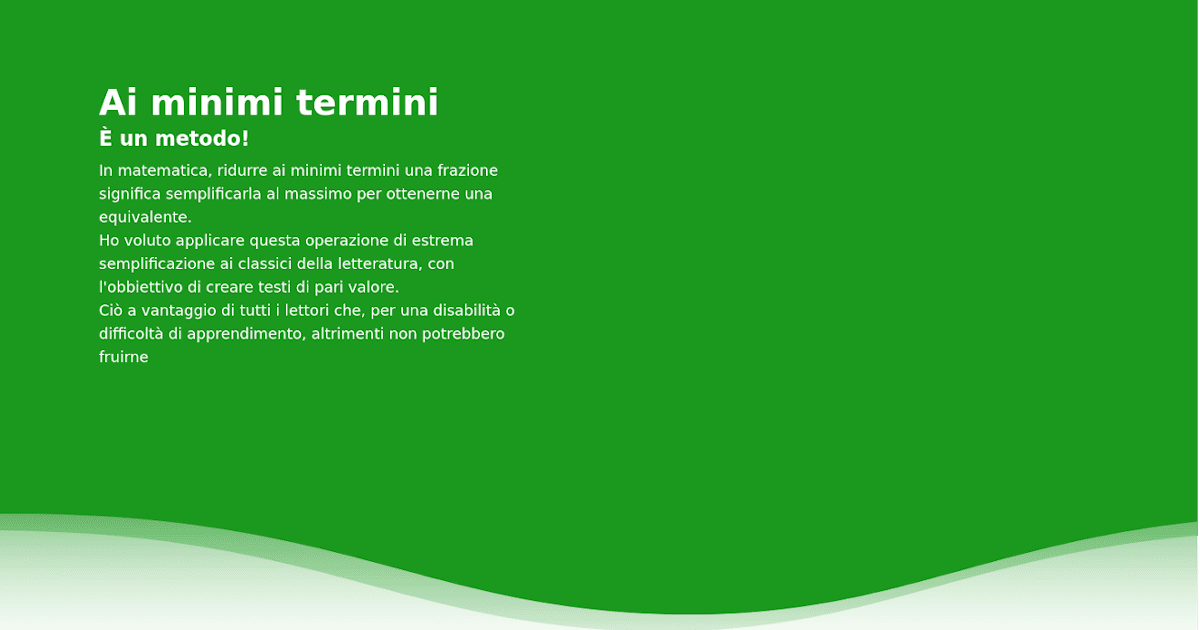 Ai minimi termini
È un metodo!
In matematica, ridurre ai minimi termini una frazione
significa semplificarla al massimo per ottenerne una
equivalente.
Ho voluto applicare questa operazione di estrema
semplificazione ai classici della letteratura, con
l'obbiettivo di creare testi di pari valore.
Ciò a vantaggio di tutti i lettori che, per una disabilità o
difficoltà di apprendimento, altrimenti non potrebbero
fruirne